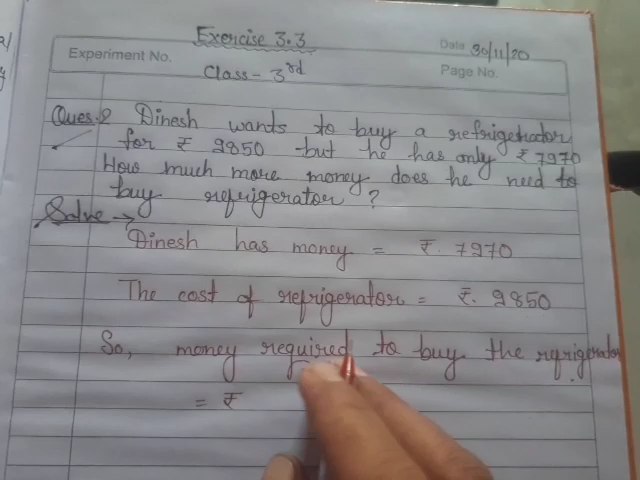 Exercise 3.3
Date 30/11/20
Experiment No.
Class - 3rd
Page No.
Ques.2 Dinesh wants to buy a refrigerator
for ₹ 9850 but he has only ₹ 7970
How much more money does he need to
buy refrigerator ?
Solve →
Dinesh has money = ₹. 7970
The cost of refrigerator = ₹. 9850
So, money required to buy the refrigerator
= ₹